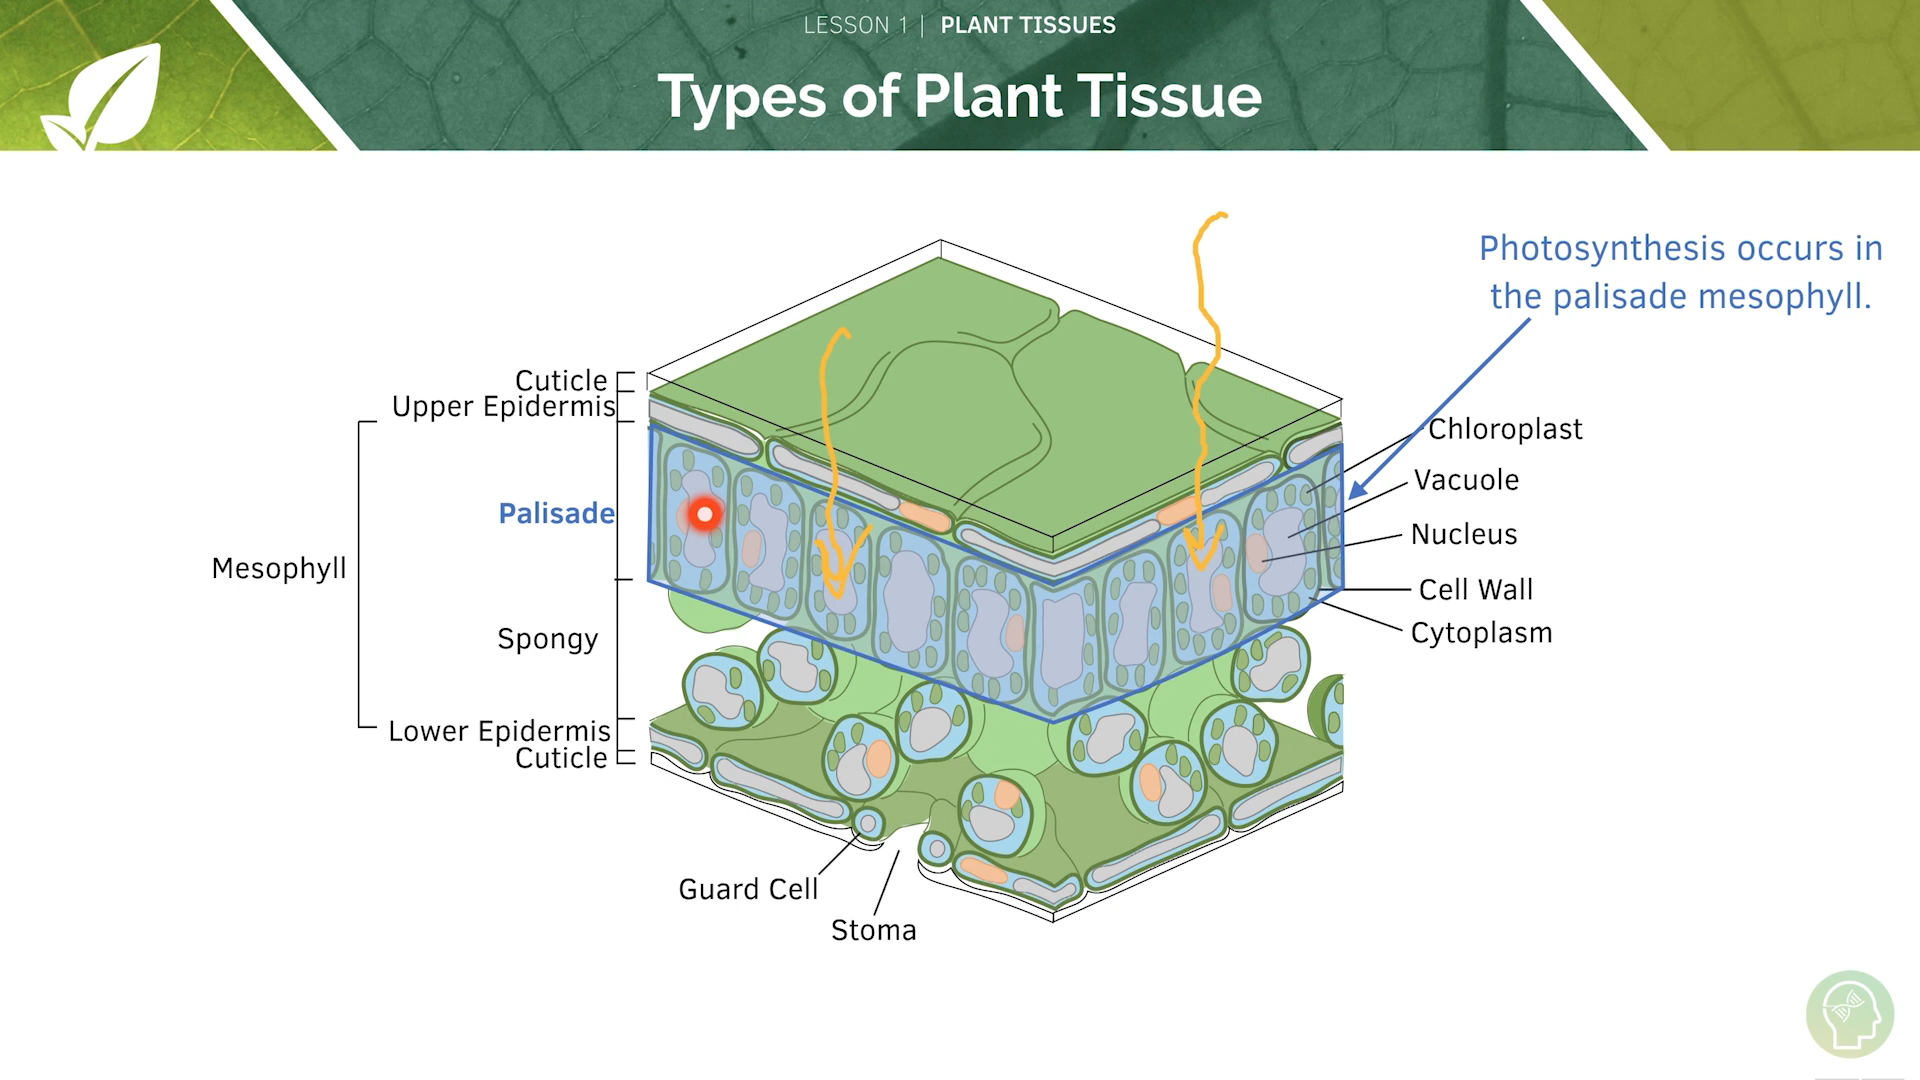 LESSON 1 | PLANT TISSUES
Types of Plant Tissue
Photosynthesis occurs in
the palisade mesophyll.
Cuticle
Upper Epidermis
Palisade
Mesophyll
Spongy
Lower Epidermis
Cuticle
Chloroplast
Vacuole
Nucleus
Cell Wall
Cytoplasm
Guard Cell
Stoma